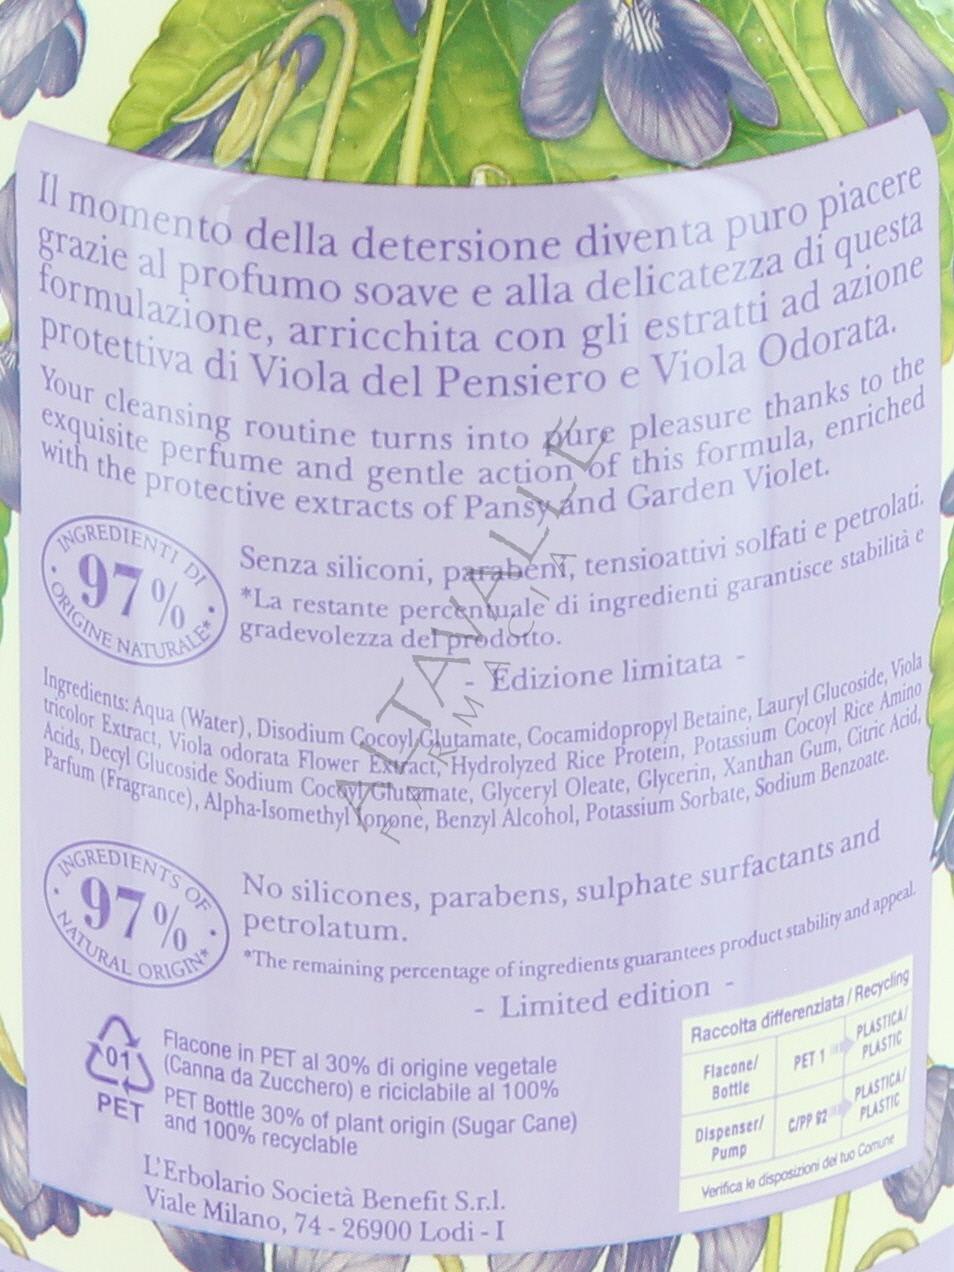 Il momento della detersione diventa puro piacere
grazie al profumo soave e alla delicatezza di questa
formulazione, arricchita con gli estratti ad azione
protettiva di Viola del Pensiero e Viola Odorata.
Your cleansing routine turns into pure pleasure thanks to the
exquisite perfume and gentle action of this formula, enriched
with the protective extracts of Pansy and Garden Violet.
INGREDIENTI DI
97%
ORIGINE NATURALE*
Senza siliconi, parabeni, tensioattivi solfati e petrolati.
*La restante percentuale di ingredienti garantisce stabilità e
gradevolezza del prodotto.
- Edizione limitata -
Ingredients: Aqua (Water), Disodium Cocoyl Glutamate, Cocamidopropyl Betaine, Lauryl Glucoside, Viola
tricolor Extract, Viola odorata Flower Extract, Hydrolyzed Rice Protein, Potassium Cocoyl Rice Amino
Acids, Decyl Glucoside Sodium Cocoyl Glutamate, Glyceryl Oleate, Glycerin, Xanthan Gum, Citric Acid,
Parfum (Fragrance), Alpha-Isomethyl Ionone, Benzyl Alcohol, Potassium Sorbate, Sodium Benzoate.
INGREDIENTS OF
97%
NATURAL ORIGIN*
No silicones, parabens, sulphate surfactants and
petrolatum.
*The remaining percentage of ingredients guarantees product stability and appeal.
- Limited edition -
01
PET
Flacone in PET al 30% di origine vegetale
(Canna da Zucchero) e riciclabile al 100%
PET Bottle 30% of plant origin (Sugar Cane)
and 100% recyclable
L'Erbolario Società Benefit S.r.l.
Viale Milano, 74 - 26900 Lodi - I
Raccolta differenziata / Recycling
Flacone/
Bottle
PET 1
PLASTICA/
PLASTIC
Dispenser/
Pump
C/PP 92
PLASTICA/
PLASTIC
Verifica le disposizioni del tuo Comune
ALTAVALLE
FARMACIA